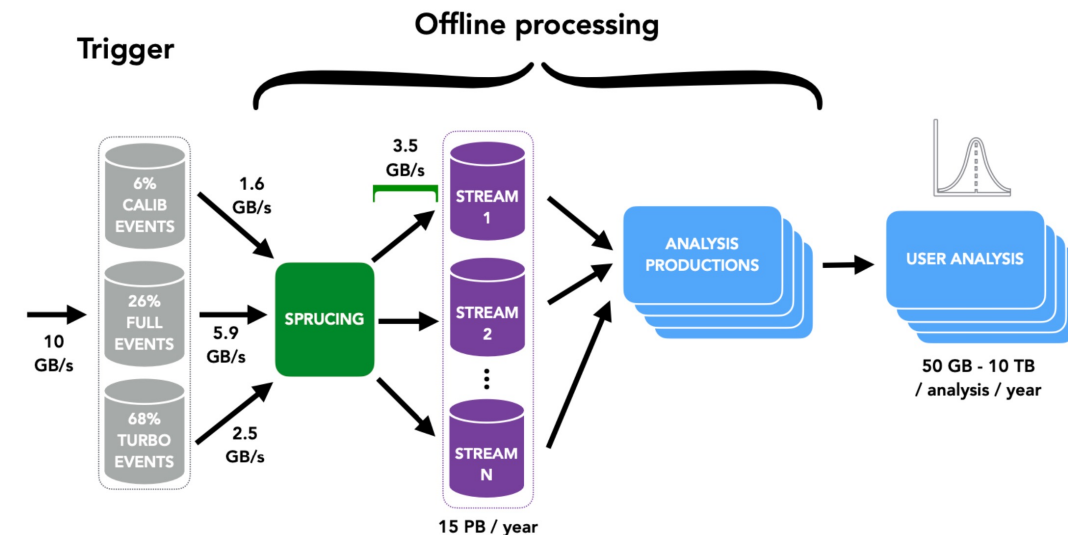 Trigger
Offline processing
10
GB/s
6%
CALIB
EVENTS
26%
FULL
EVENTS
68%
TURBO
EVENTS
1.6
GB/s
5.9
GB/s
2.5
GB/s
SPRUCING
3.5
GB/s
STREAM
1
STREAM
2
⋮
STREAM
N
15 PB / year
ANALYSIS
PRODUCTIONS
USER ANALYSIS
50 GB - 10 TB
/ analysis / year